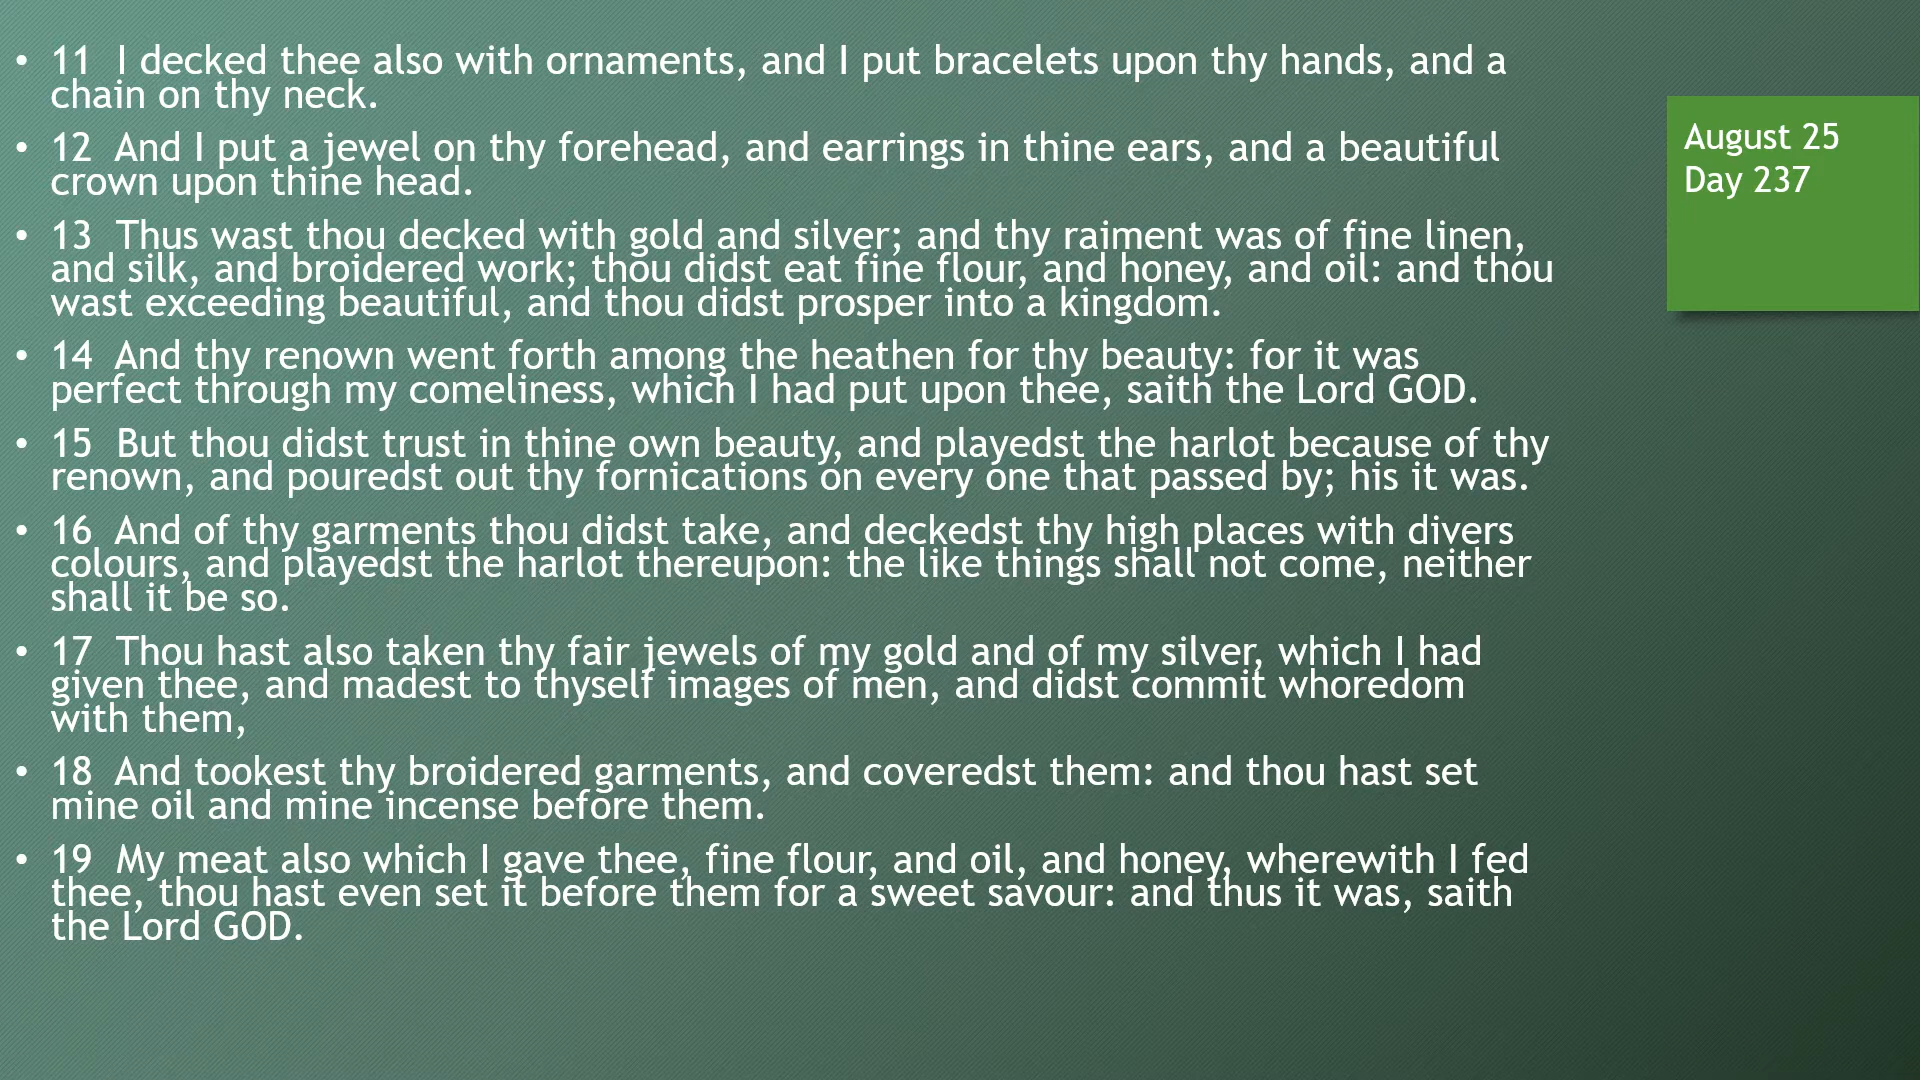 • 11  I decked thee also with ornaments, and I put bracelets upon thy hands, and a
chain on thy neck.
• 12  And I put a jewel on thy forehead, and earrings in thine ears, and a beautiful
crown upon thine head.
• 13  Thus wast thou decked with gold and silver; and thy raiment was of fine linen,
and silk, and broidered work; thou didst eat fine flour, and honey, and oil: and thou
wast exceeding beautiful, and thou didst prosper into a kingdom.
• 14  And thy renown went forth among the heathen for thy beauty: for it was
perfect through my comeliness, which I had put upon thee, saith the Lord GOD.
• 15  But thou didst trust in thine own beauty, and playedst the harlot because of thy
renown, and pouredst out thy fornications on every one that passed by; his it was.
• 16  And of thy garments thou didst take, and deckedst thy high places with divers
colours, and playedst the harlot thereupon: the like things shall not come, neither
shall it be so.
• 17  Thou hast also taken thy fair jewels of my gold and of my silver, which I had
given thee, and madest to thyself images of men, and didst commit whoredom
with them,
• 18  And tookest thy broidered garments, and coveredst them: and thou hast set
mine oil and mine incense before them.
• 19  My meat also which I gave thee, fine flour, and oil, and honey, wherewith I fed
thee, thou hast even set it before them for a sweet savour: and thus it was, saith
the Lord GOD.
August 25
Day 237